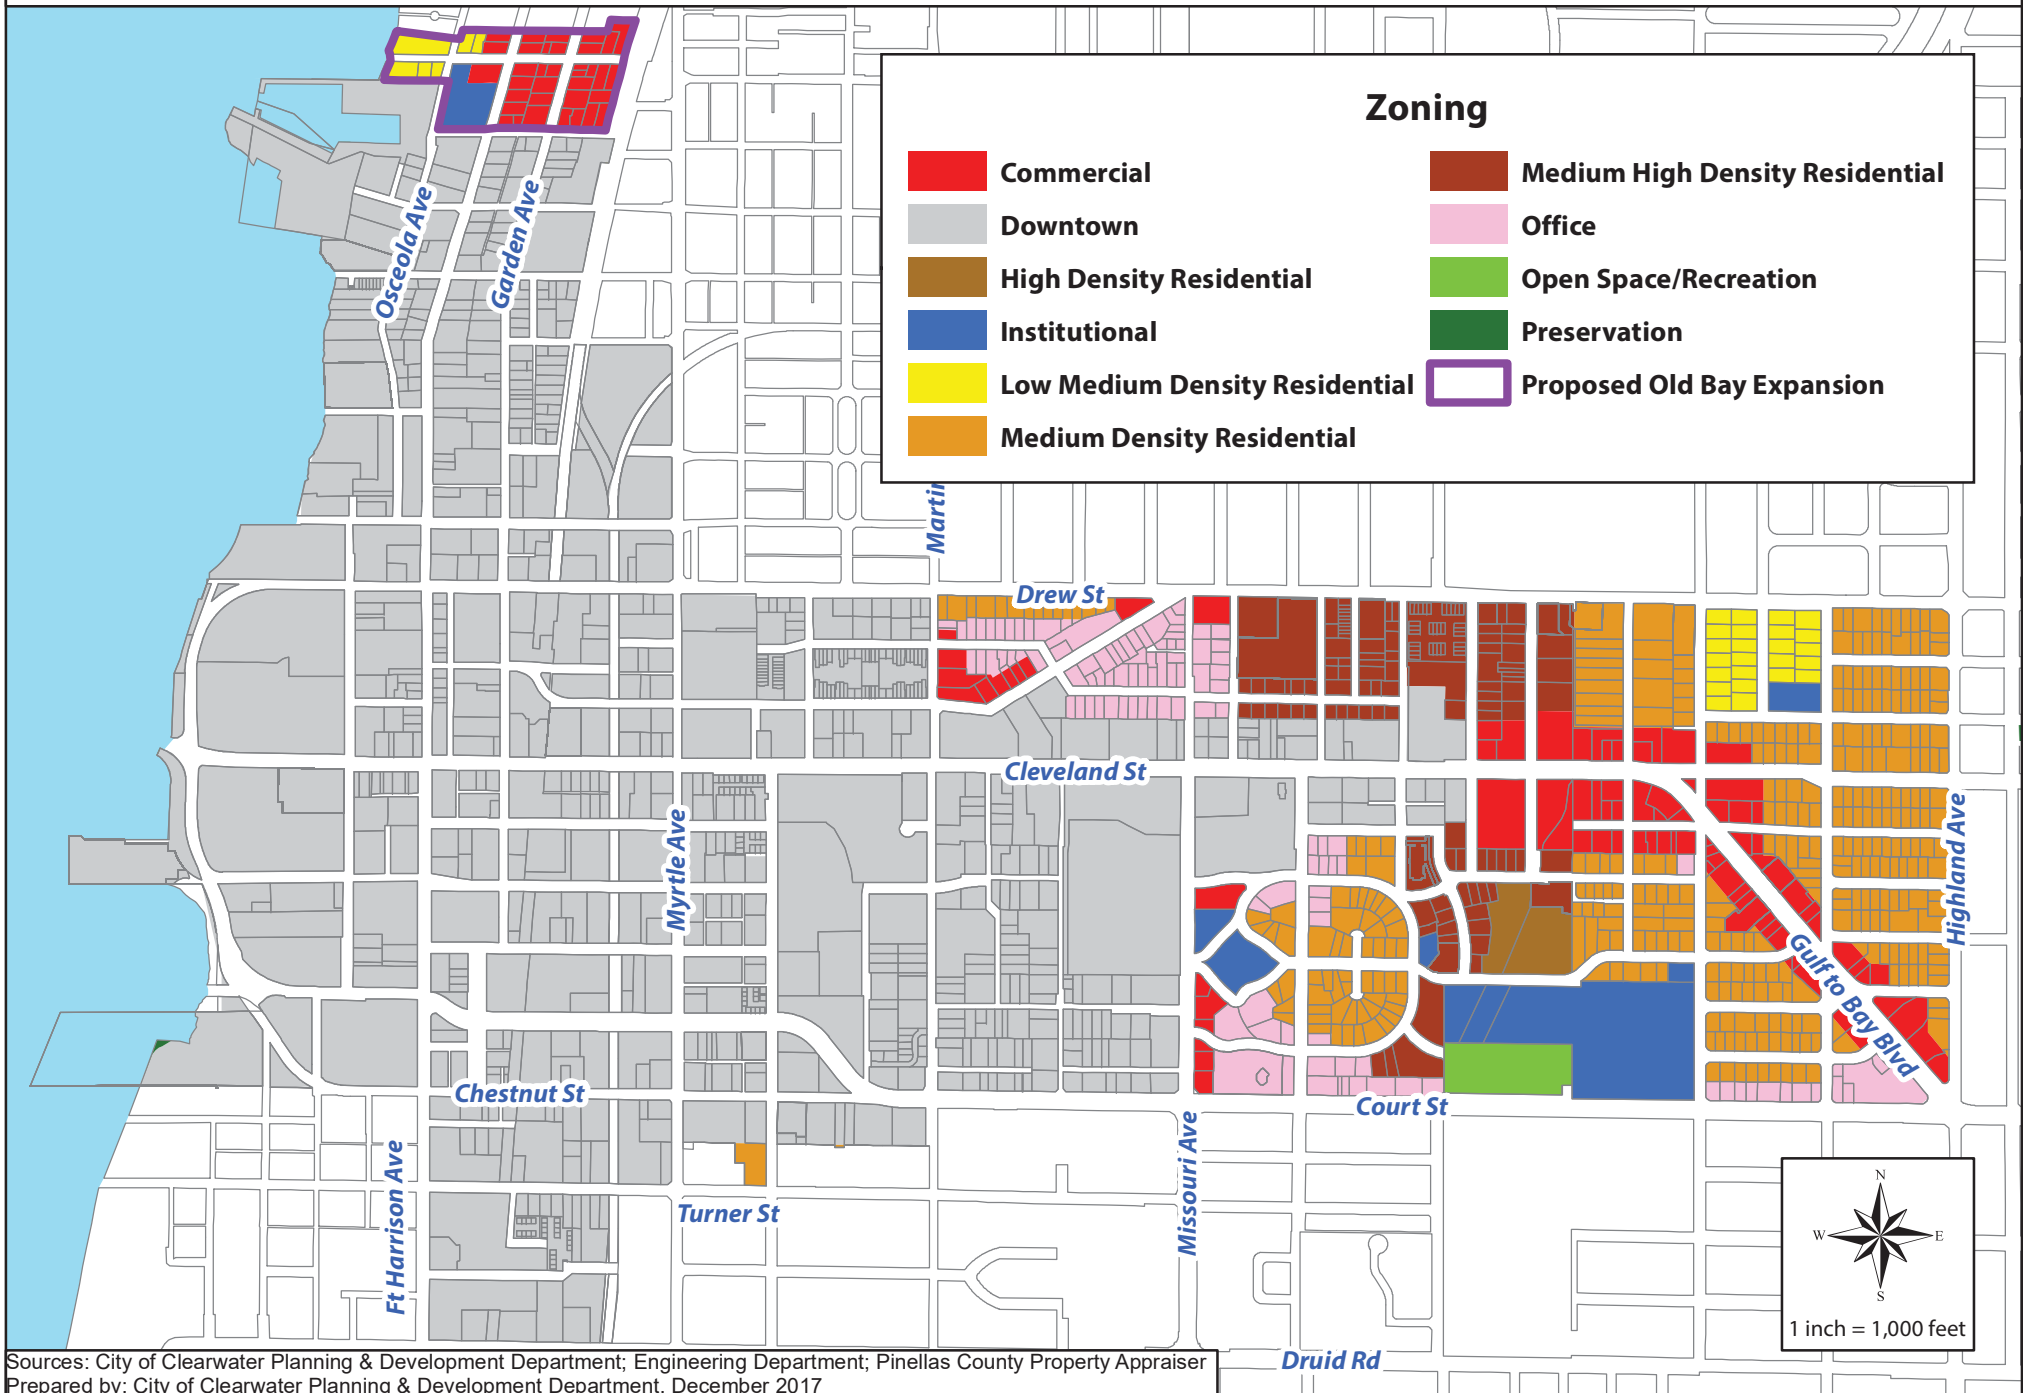 Zoning
Commercial
Downtown
High Density Residential
Institutional
Low Medium Density Residential
Medium Density Residential
Medium High Density Residential
Office
Open Space/Recreation
Preservation
Proposed Old Bay Expansion
Osceola Ave
Garden Ave
Martin
Drew St
Cleveland St
Myrtle Ave
Highland Ave
Gulf to Bay Blvd
Chestnut St
Court St
Ft Harrison Ave
Missouri Ave
Turner St
Druid Rd
N
W
E
S
1 inch = 1,000 feet
Sources: City of Clearwater Planning & Development Department; Engineering Department; Pinellas County Property Appraiser
Prepared by: City of Clearwater Planning & Development Department, December 2017